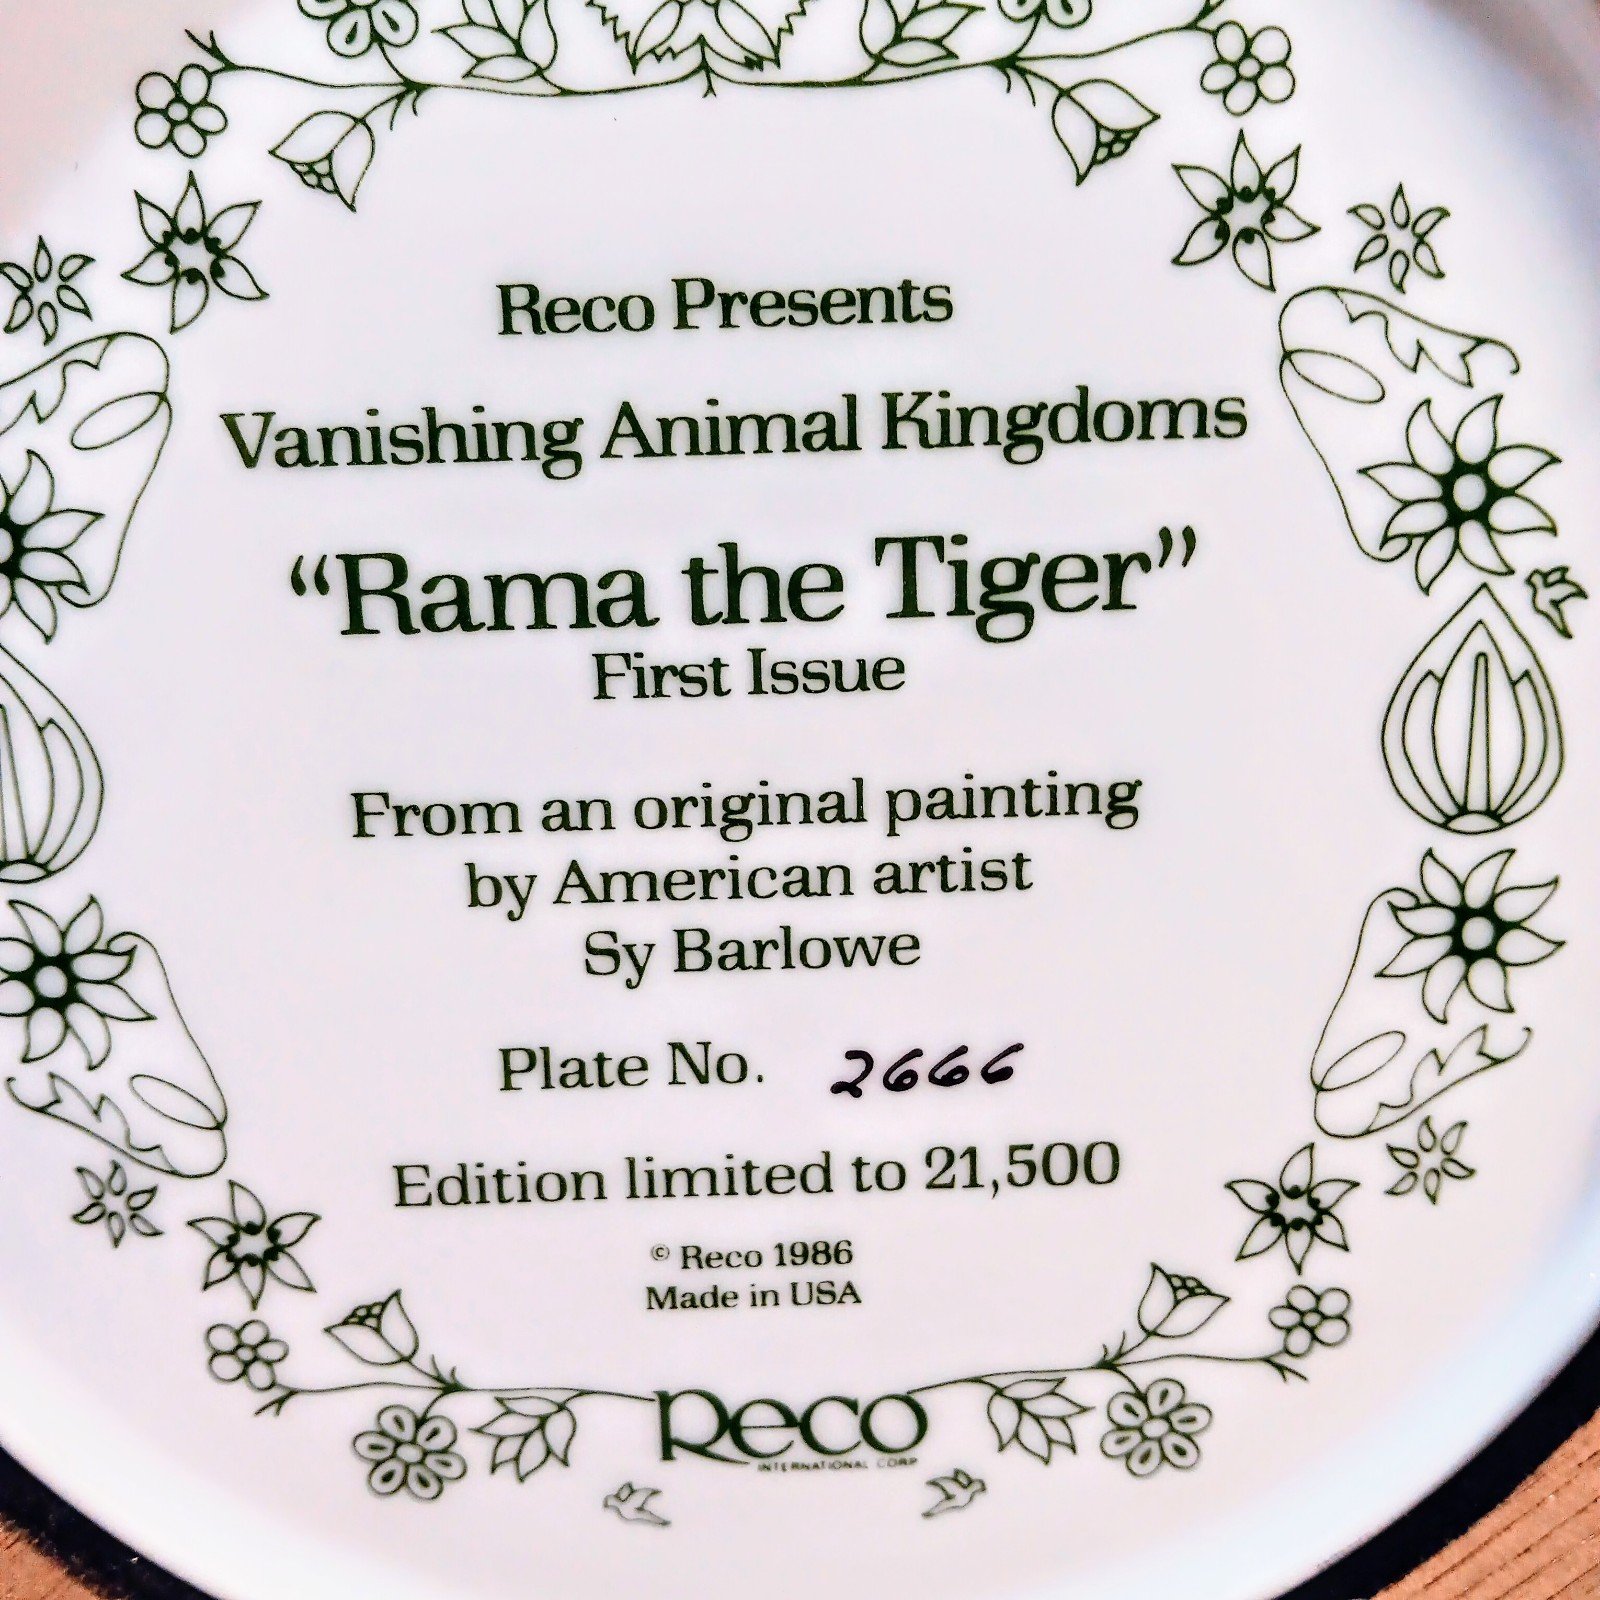 Reco Presents
Vanishing Animal Kingdoms
“Rama the Tiger”
First Issue
From an original painting
by American artist
Sy Barlowe
Plate No. 2666
Edition limited to 21,500
© Reco 1986
Made in USA
Reco
INTERNATIONAL CORP